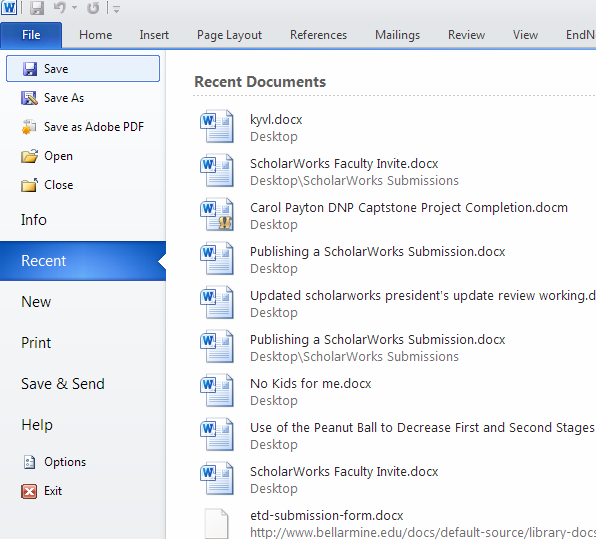 File Home Insert Page Layout References Mailings Review View EndN
Save
Save As
Save as Adobe PDF
Open
Close
Info
Recent
New
Print
Save & Send
Help
Options
Exit
Recent Documents
kyvl.docx
Desktop
ScholarWorks Faculty Invite.docx
Desktop\ScholarWorks Submissions
Carol Payton DNP Captstone Project Completion.docm
Desktop
Publishing a ScholarWorks Submission.docx
Desktop
Updated scholarworks president's update review working.d
Desktop
Publishing a ScholarWorks Submission.docx
Desktop\ScholarWorks Submissions
No Kids for me.docx
Desktop
Use of the Peanut Ball to Decrease First and Second Stages
Desktop
ScholarWorks Faculty Invite.docx
Desktop
etd-submission-form.docx
http://www.bellarmine.edu/docs/default-source/library-docs